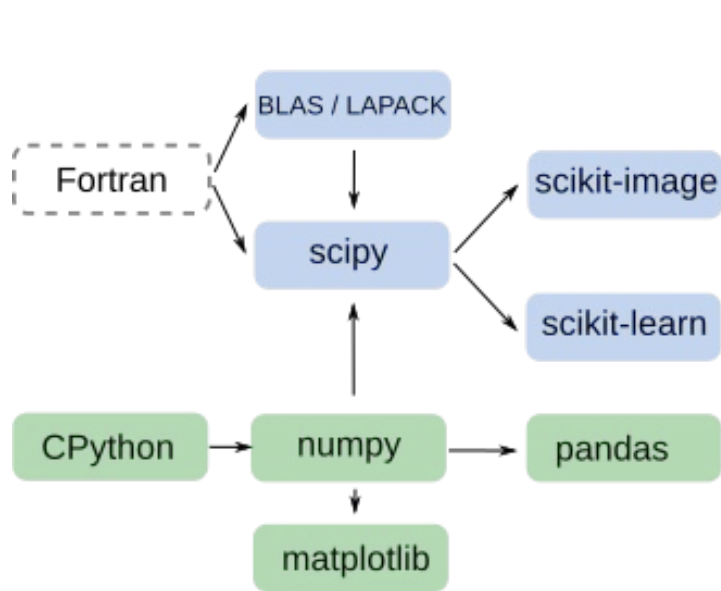 BLAS / LAPACK
Fortran
scikit-image
scipy
scikit-learn
CPython
numpy
pandas
matplotlib